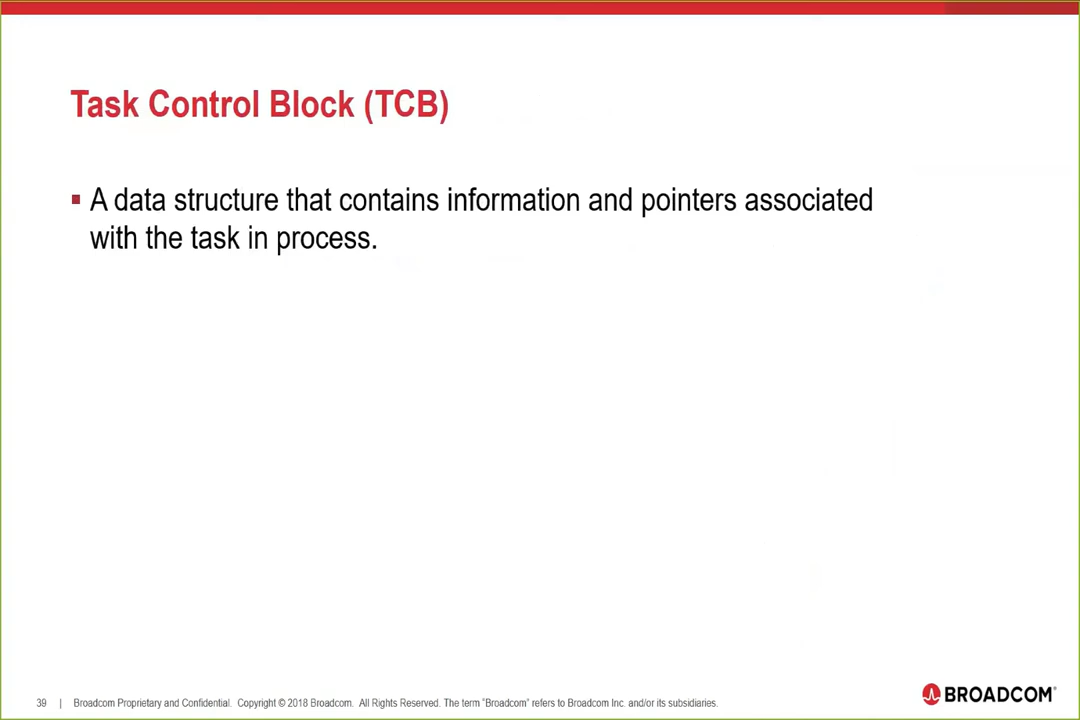 Task Control Block (TCB)
▪ A data structure that contains information and pointers associated
with the task in process.
39 | Broadcom Proprietary and Confidential. Copyright © 2018 Broadcom. All Rights Reserved. The term "Broadcom" refers to Broadcom Inc. and/or its subsidiaries.
BROADCOM®